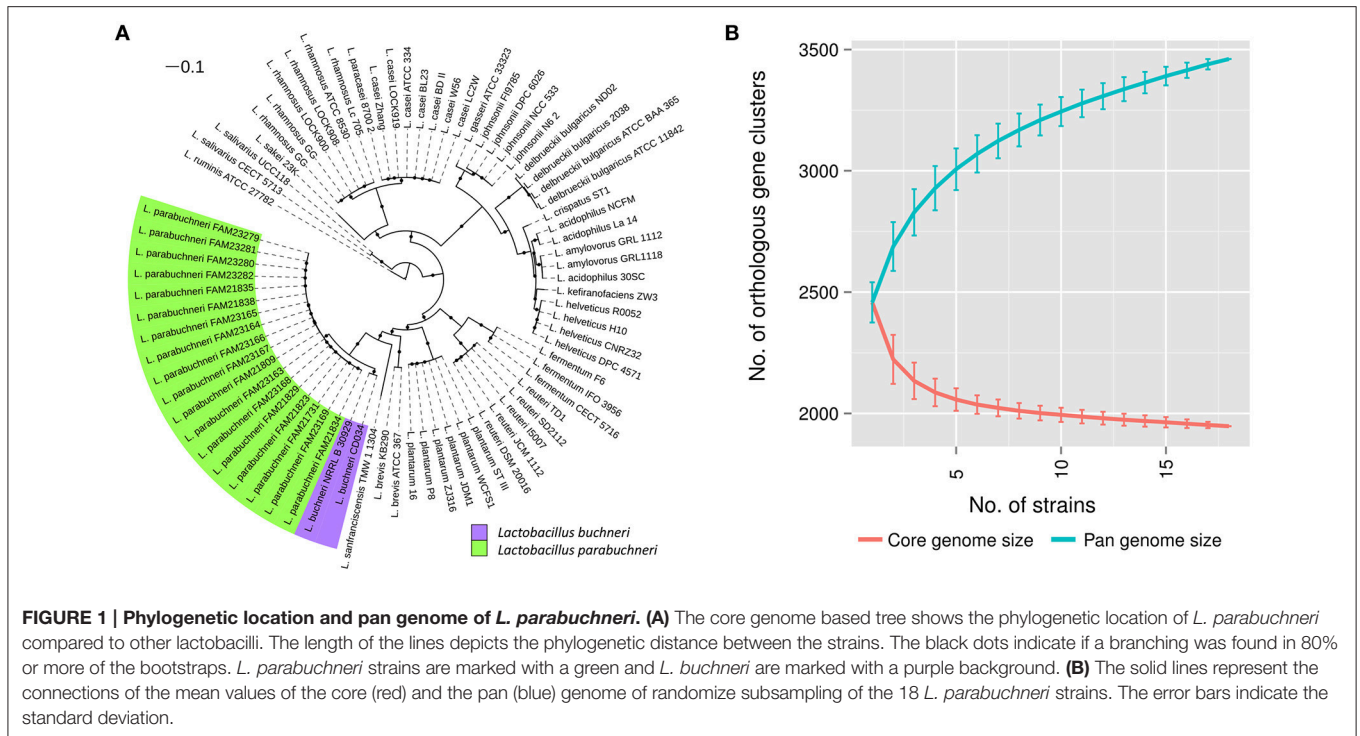 A
0.1
L. ruminis ATCC 27782
L. salivarius CECT 5713
L. salivarius UCC118
L. sakei 23K
L. rhamnosus GG
L. rhamnosus GG
L. rhamnosus LOCK900
L. rhamnosus LOCK908
L. rhamnosus ATCC 8530
L. rhamnosus Lc 705
L. paracasei 8700 2
L. casei Zhang
L. casei LOCK919
L. casei ATCC 334
L. casei BL23
L. casei BD II
L. casei W56
L. casei LC2W
L. gasseri ATCC 33323
L. johnsonii FI9785
L. johnsonii DPC 6026
L. johnsonii NCC 533
L. johnsonii N6 2
L. delbrueckii bulgaricus ND02
L. delbrueckii bulgaricus 2038
L. delbrueckii bulgaricus ATCC BAA 365
L. delbrueckii bulgaricus ATCC 11842
L. crispatus ST1
L. acidophilus NCFM
L. acidophilus La 14
L. amylovorus GRL 1112
L. amylovorus GRL1118
L. acidophilus 30SC
L. kefiranofaciens ZW3
L. helveticus R0052
L. helveticus H10
L. helveticus CNRZ32
L. helveticus DPC 4571
L. fermentum F6
L. fermentum IFO 3956
L. fermentum CECT 5716
L. reuteri TD1
L. reuteri SD2112
L. reuteri I5007
L. reuteri JCM 1112
L. reuteri DSM 20016
L. plantarum ST III
L. plantarum WCFS1
L. plantarum JDM1
L. plantarum ZJ316
L. plantarum P8
L. plantarum 16
L. brevis ATCC 367
L. brevis KB290
L. sanfranciscensis TMW 1 1304
L. buchneri CD034
L. buchneri NRRL B 30929
L. parabuchneri FAM21834
L. parabuchneri FAM23169
L. parabuchneri FAM21731
L. parabuchneri FAM21823
L. parabuchneri FAM21829
L. parabuchneri FAM23168
L. parabuchneri FAM23163
L. parabuchneri FAM21809
L. parabuchneri FAM23167
L. parabuchneri FAM23166
L. parabuchneri FAM23164
L. parabuchneri FAM23165
L. parabuchneri FAM21838
L. parabuchneri FAM21835
L. parabuchneri FAM23282
L. parabuchneri FAM23280
L. parabuchneri FAM23281
L. parabuchneri FAM23279
Lactobacillus buchneri
Lactobacillus parabuchneri
B
No. of orthologous gene clusters
3500
3000
2500
2000
5
10
15
No. of strains
Core genome size
Pan genome size
FIGURE 1 | Phylogenetic location and pan genome of L. parabuchneri. (A) The core genome based tree shows the phylogenetic location of L. parabuchneri
compared to other lactobacilli. The length of the lines depicts the phylogenetic distance between the strains. The black dots indicate if a branching was found in 80%
or more of the bootstraps. L. parabuchneri strains are marked with a green and L. buchneri are marked with a purple background. (B) The solid lines represent the
connections of the mean values of the core (red) and the pan (blue) genome of randomize subsampling of the 18 L. parabuchneri strains. The error bars indicate the
standard deviation.